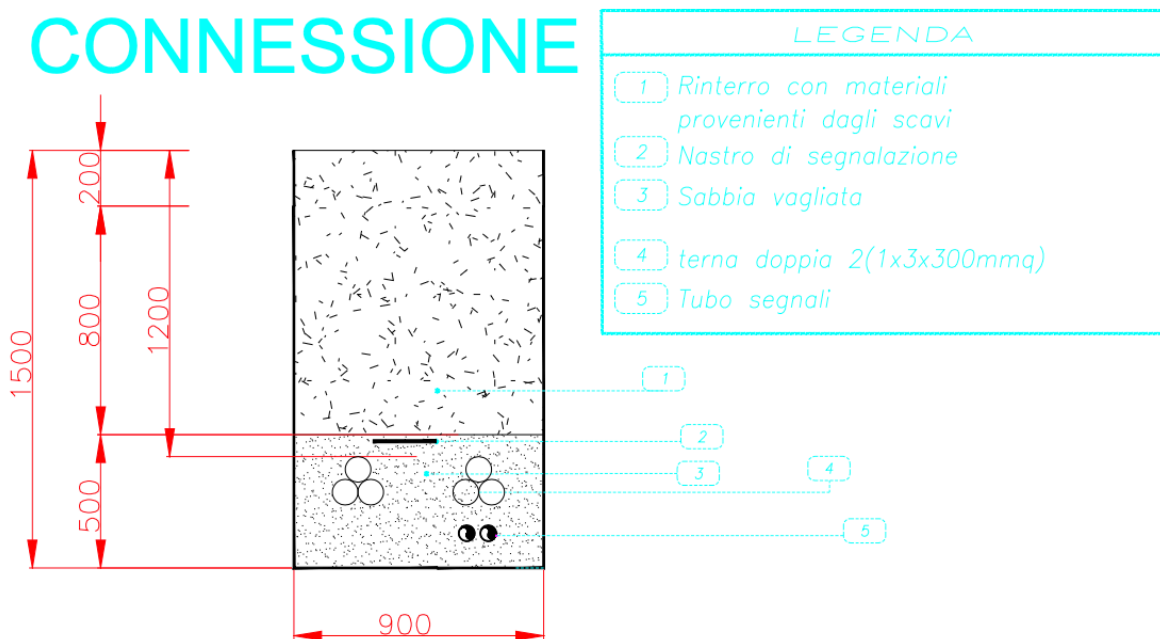 CONNESSIONE
LEGENDA
1 Rinterro con materiali
provenienti dagli scavi
2 Nastro di segnalazione
3 Sabbia vagliata
4 terna doppia 2(1x3x300mmq)
5 Tubo segnali
200
800
1200
1500
500
900
1
2
3
4
5